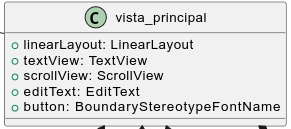 C vista_principal
linearLayout: LinearLayout
textView: TextView
scrollView: ScrollView
editText: EditText
button: BoundaryStereotypeFontName